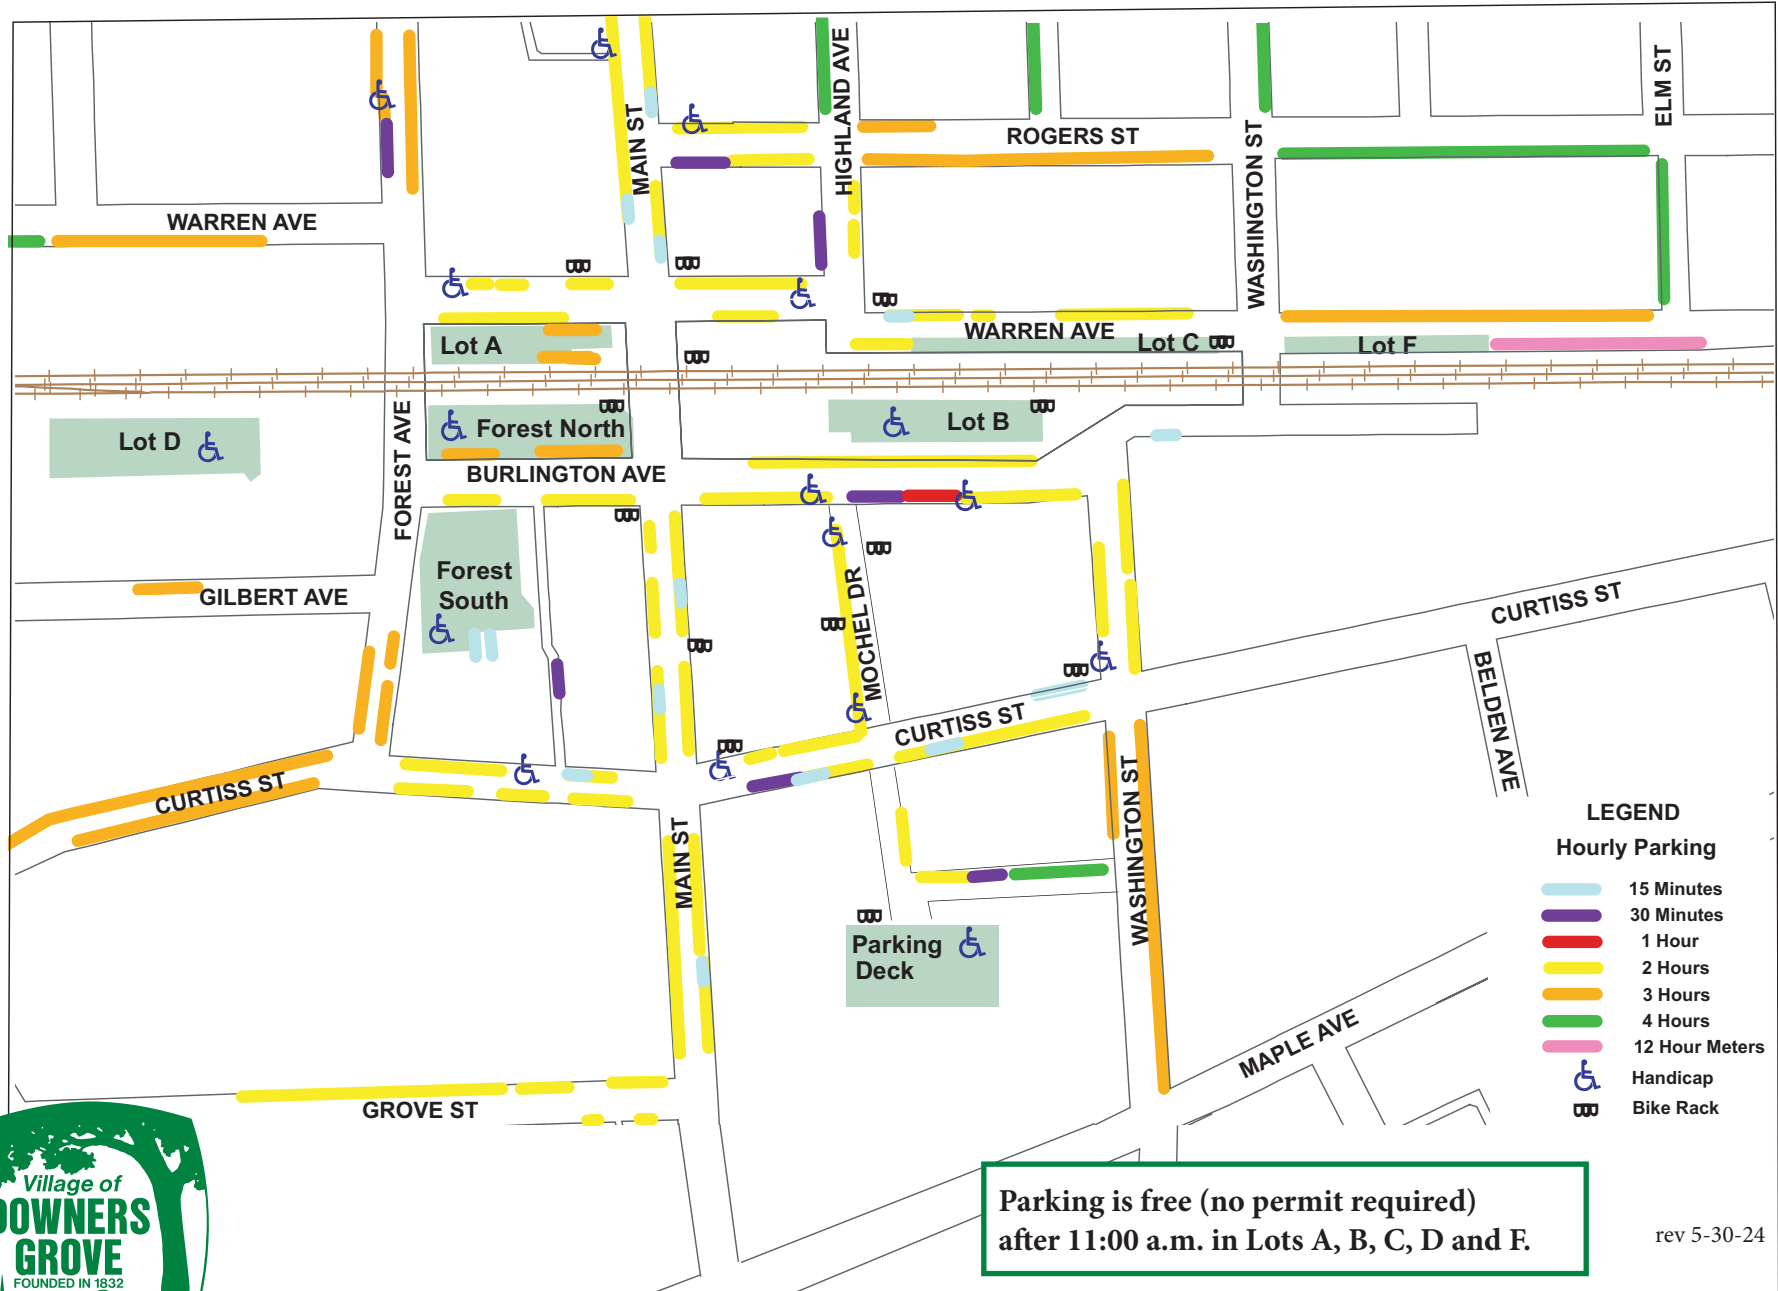 HIGHLAND AVE
ELM ST
MAIN ST
ROGERS ST
WASHINGTON ST
WARREN AVE
WARREN AVE
Lot A
Lot C
Lot F
FOREST AVE
Lot D
Forest North
Lot B
BURLINGTON AVE
Forest
South
GILBERT AVE
MOCHEL DR
CURTISS ST
BELDEN AVE
CURTISS ST
CURTISS ST
MAIN ST
WASHINGTON ST
LEGEND
Hourly Parking
15 Minutes
30 Minutes
1 Hour
2 Hours
3 Hours
4 Hours
12 Hour Meters
Handicap
Bike Rack
Parking
Deck
MAPLE AVE
GROVE ST
Village of
DOWNERS
GROVE
FOUNDED IN 1832
Parking is free (no permit required)
after 11:00 a.m. in Lots A, B, C, D and F.
rev 5-30-24